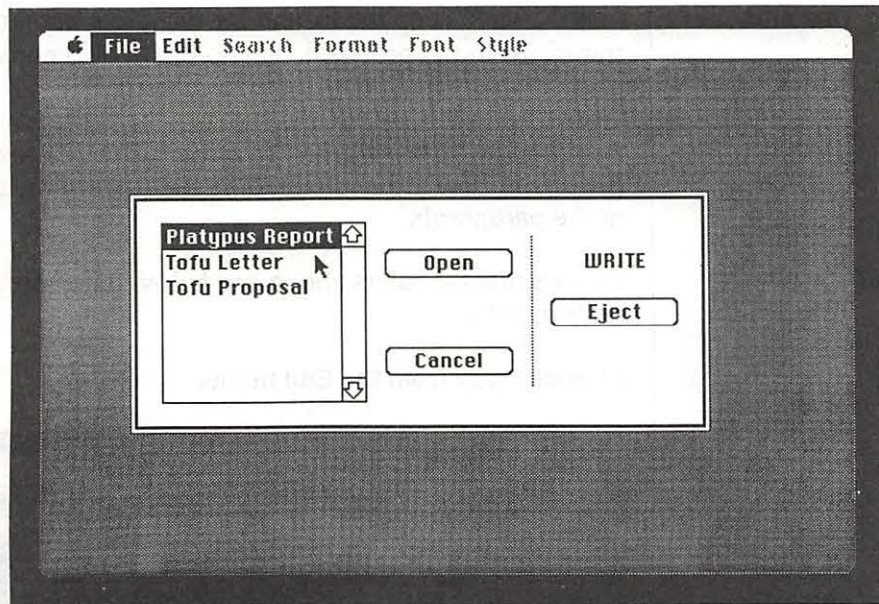 File Edit Search Format Font Style
Platypus Report
Tofu Letter
Tofu Proposal
Open
Cancel
WRITE
Eject